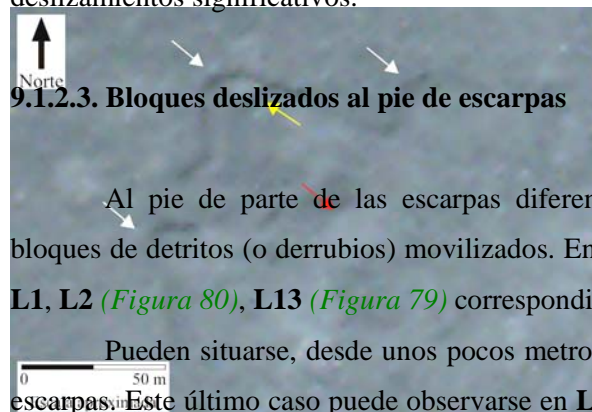 deslizamientos significativos.
Norte
9.1.2.3. Bloques deslizados al pie de escarpas
Al pie de parte de las escarpas diferen
bloques de detritos (o derrubios) movilizados. En
L1, L2 (Figura 80), L13 (Figura 79) correspondi
Pueden situarse, desde unos pocos metro
0 50 m
escarpas. Este último caso puede observarse en L